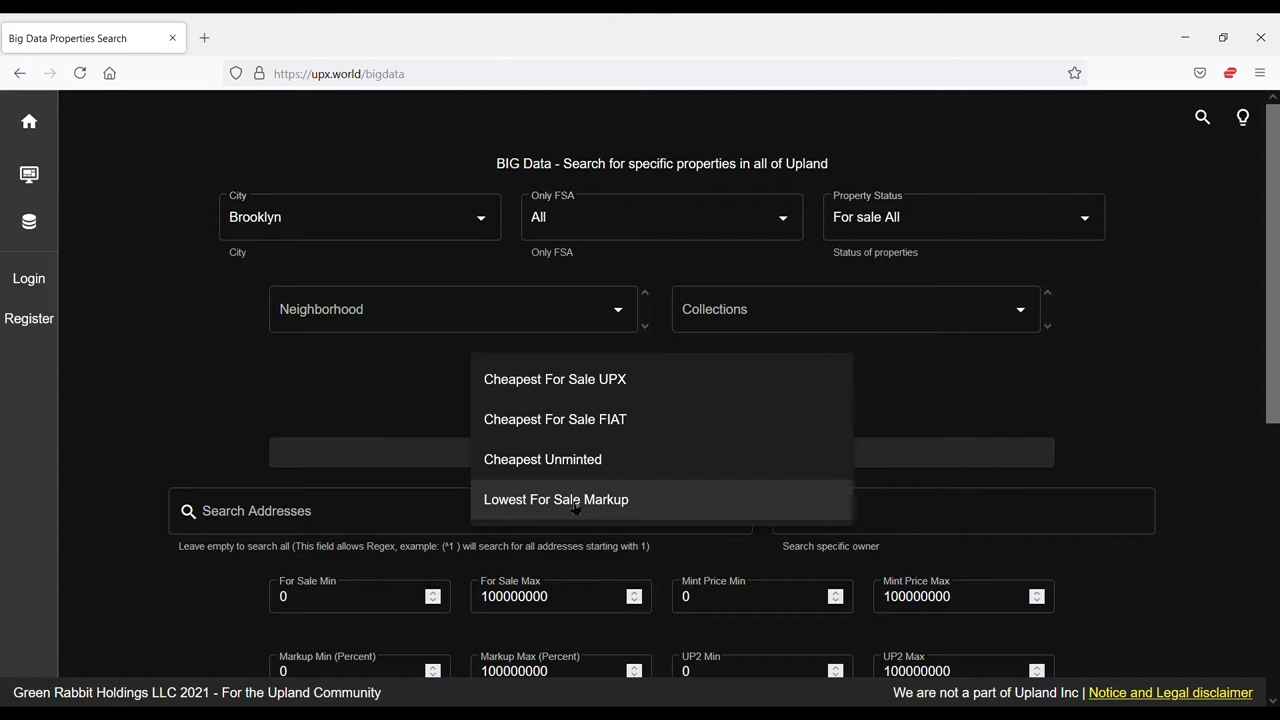 Big Data Properties Search
https://upx.world/bigdata
BIG Data - Search for specific properties in all of Upland
City
Only FSA
Property Status
Brooklyn
All
For sale All
City
Only FSA
Status of properties
Login
Register
Neighborhood
Collections
Cheapest For Sale UPX
Cheapest For Sale FIAT
Cheapest Unminted
Lowest For Sale Markup
Search Addresses
Leave empty to search all (This field allows Regex, example: (^1 ) will search for all addresses starting with 1)
Search specific owner
For Sale Min
For Sale Max
Mint Price Min
Mint Price Max
0
100000000
0
100000000
Markup Min (Percent)
Markup Max (Percent)
UP2 Min
UP2 Max
0
100000000
0
100000000
Green Rabbit Holdings LLC 2021 - For the Upland Community
We are not a part of Upland Inc | Notice and Legal disclaimer